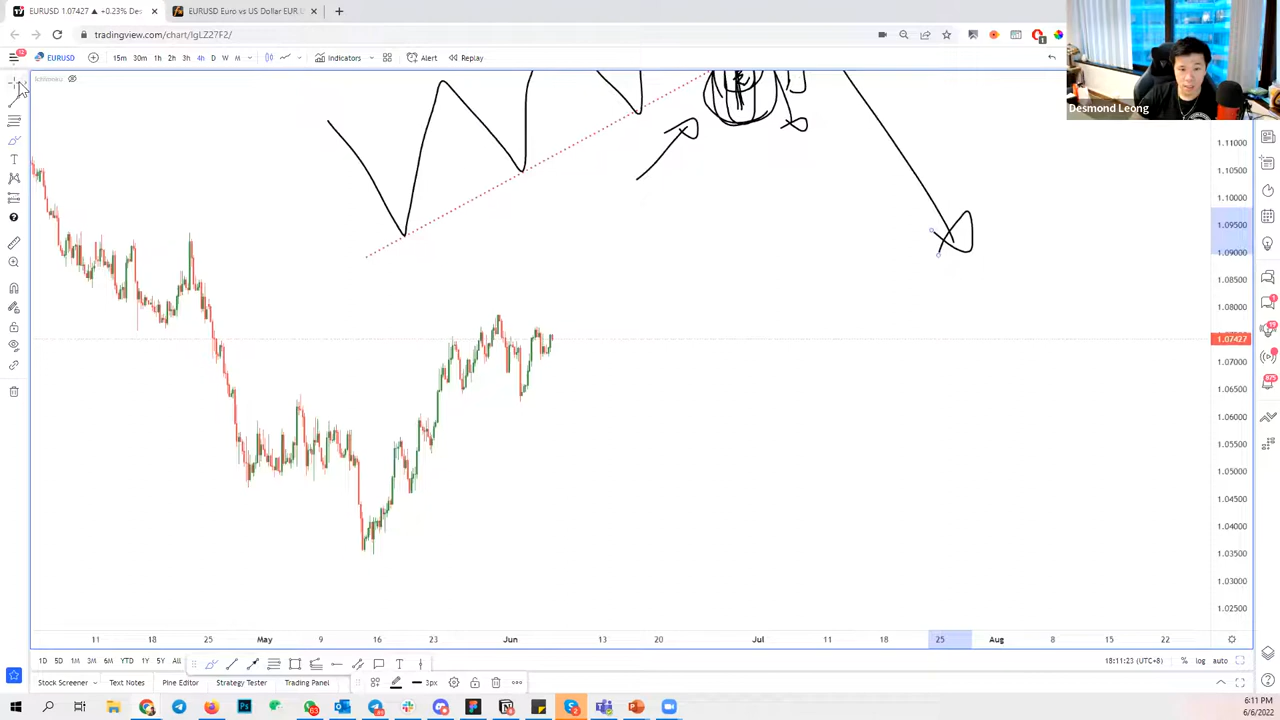 EURUSD 1.07427 ▲ +0.23% Des
EURUSD Euro vs US Dollar EUR
tradingview.com/chart/IgLZ27F2/
EURUSD
15m 30m 1h 2h 3h 4h D W M
Indicators
Alert
Replay
Desmond Leong
Ichimoku
1.11000
1.10500
1.10000
1.09500
1.09000
1.08500
1.08000
1.07427
1.07000
1.06500
1.06000
1.05500
1.05000
1.04500
1.04000
1.03500
1.03000
1.02500
11 18 25 May 9 16 23 Jun 13 20 Jul 11 18 25 Aug 8 15 22
1D 5D 1M 3M 6M YTD 1Y 5Y All
3px
18:11:23 (UTC+8) % log auto
Stock Screener Text Notes Pine Editor Strategy Tester Trading Panel
6:11 PM
6/6/2022